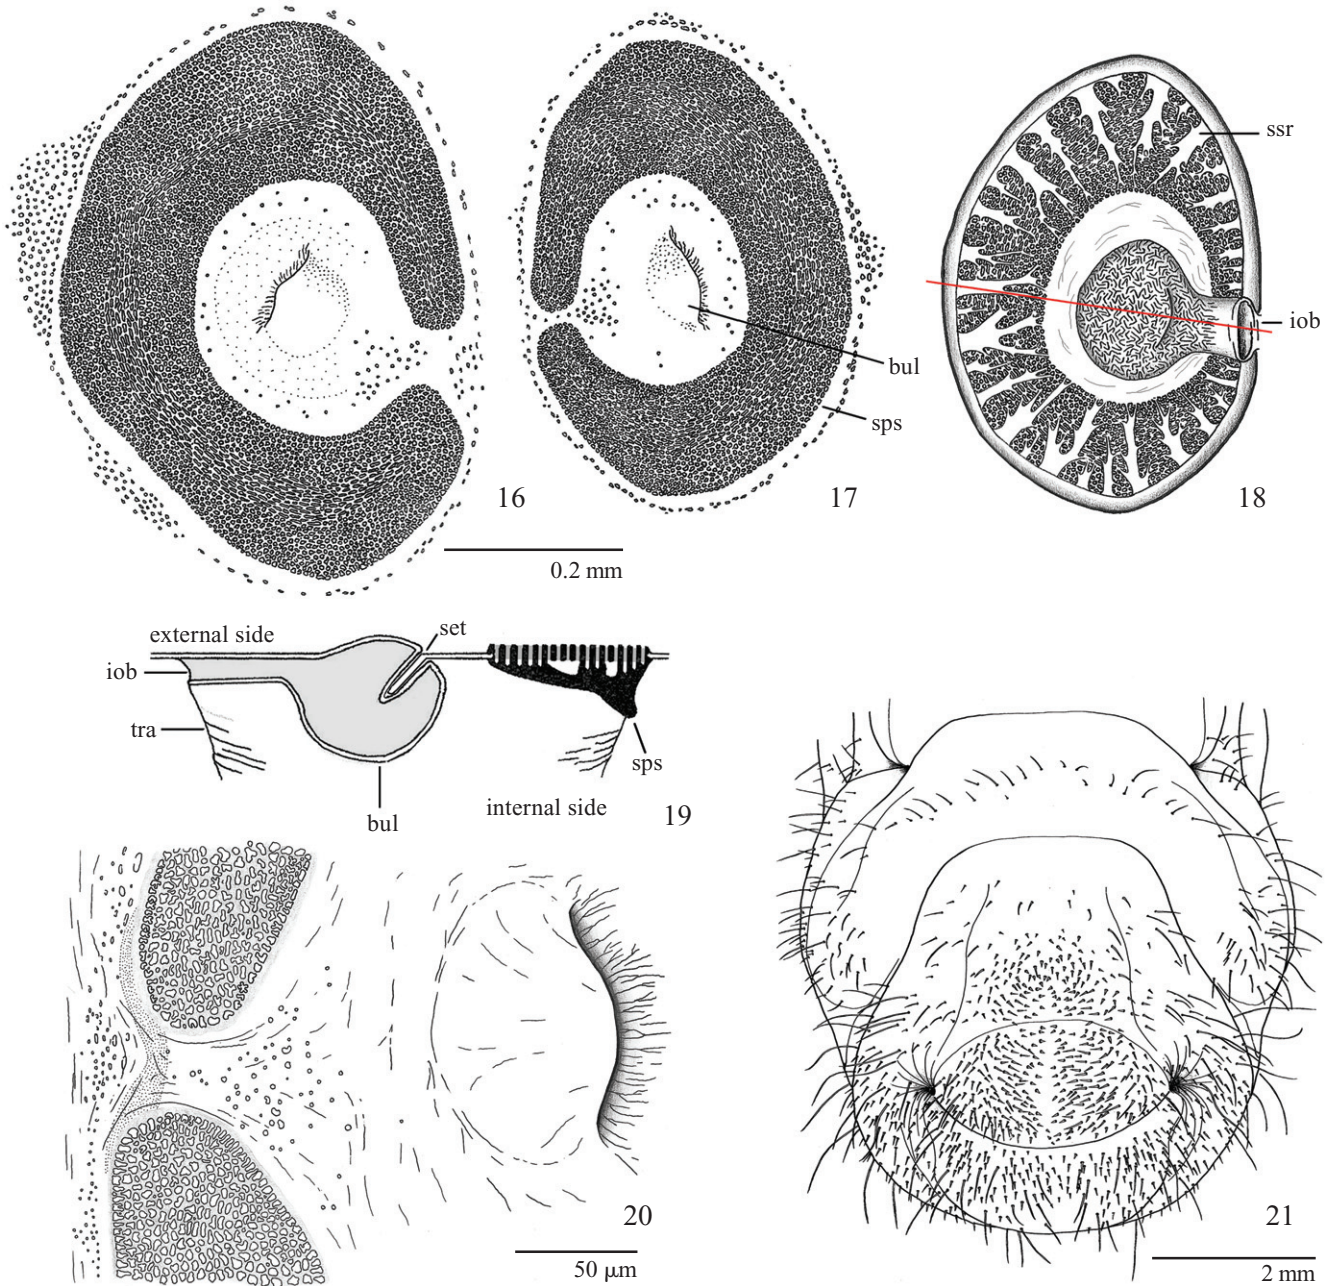 ssr
iob
bul
sps
16
17
18
0.2 mm
external side
set
iob
tra
sps
internal side
19
bul
20
21
50 μm
2 mm